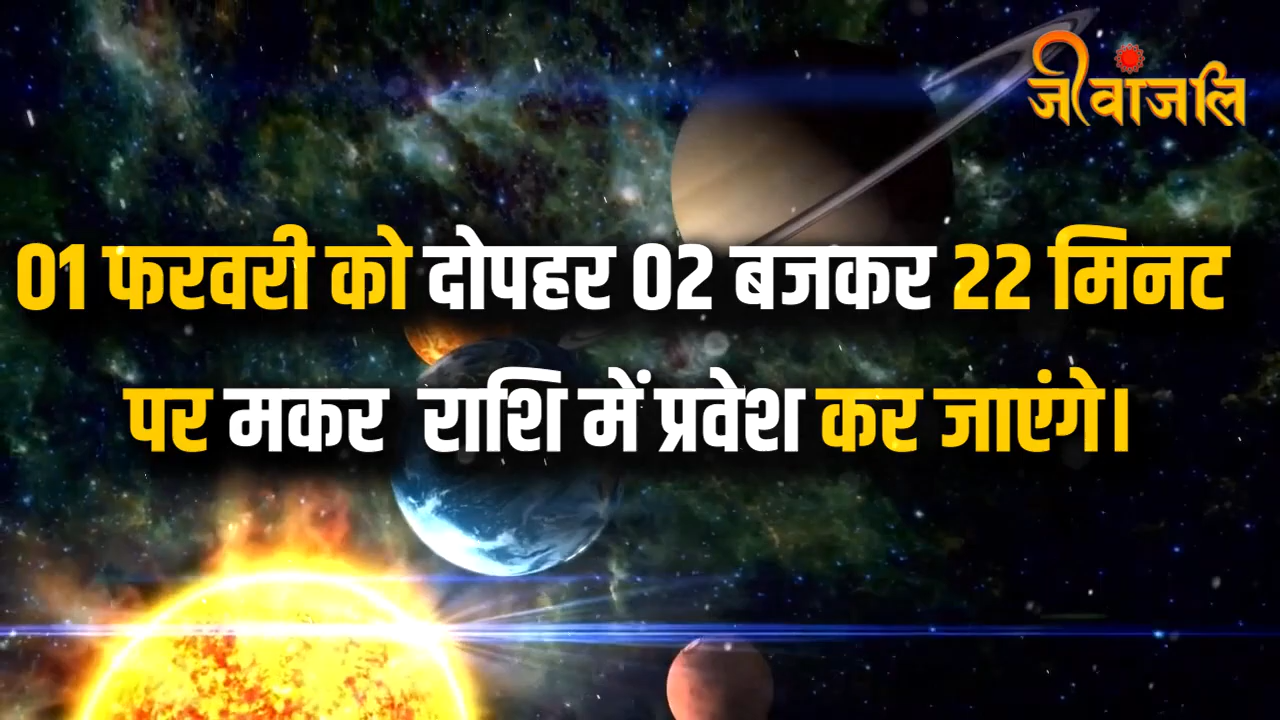 जीवांजलि
01 फरवरी को दोपहर 02 बजकर 22 मिनट
पर मकर राशि में प्रवेश कर जाएंगे।